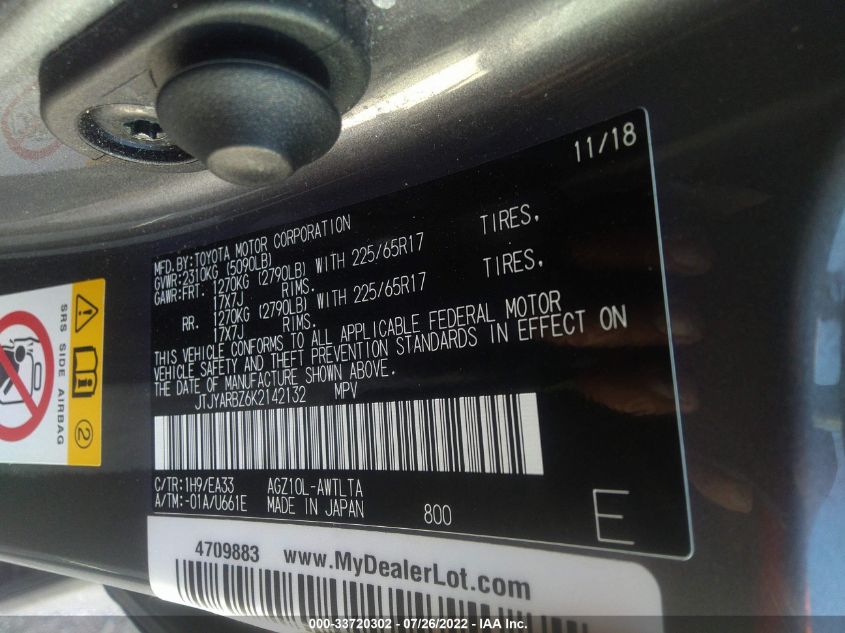 11/18
MFD.BY:TOYOTA MOTOR CORPORATION
GVWR:2310KG (5090LB)
GAWR:FRT. 1270KG (2790LB) WITH 225/65R17 TIRES,
17X7J RIMS.
RR. 1270KG (2790LB) WITH 225/65R17 TIRES,
17X7J RIMS.
THIS VEHICLE CONFORMS TO ALL APPLICABLE FEDERAL MOTOR
VEHICLE SAFETY AND THEFT PREVENTION STANDARDS IN EFFECT ON
THE DATE OF MANUFACTURE SHOWN ABOVE.
JTJYARBZ6K2142132 MPV
C/TR:1H9/EA33 AGZ10L-AWTLTA
A/TM:-01A/U661E MADE IN JAPAN 800
E
SRS SIDE AIRBAG
2
4709883 www.MyDealerLot.com
000-33720302 - 07/26/2022 - IAA Inc.